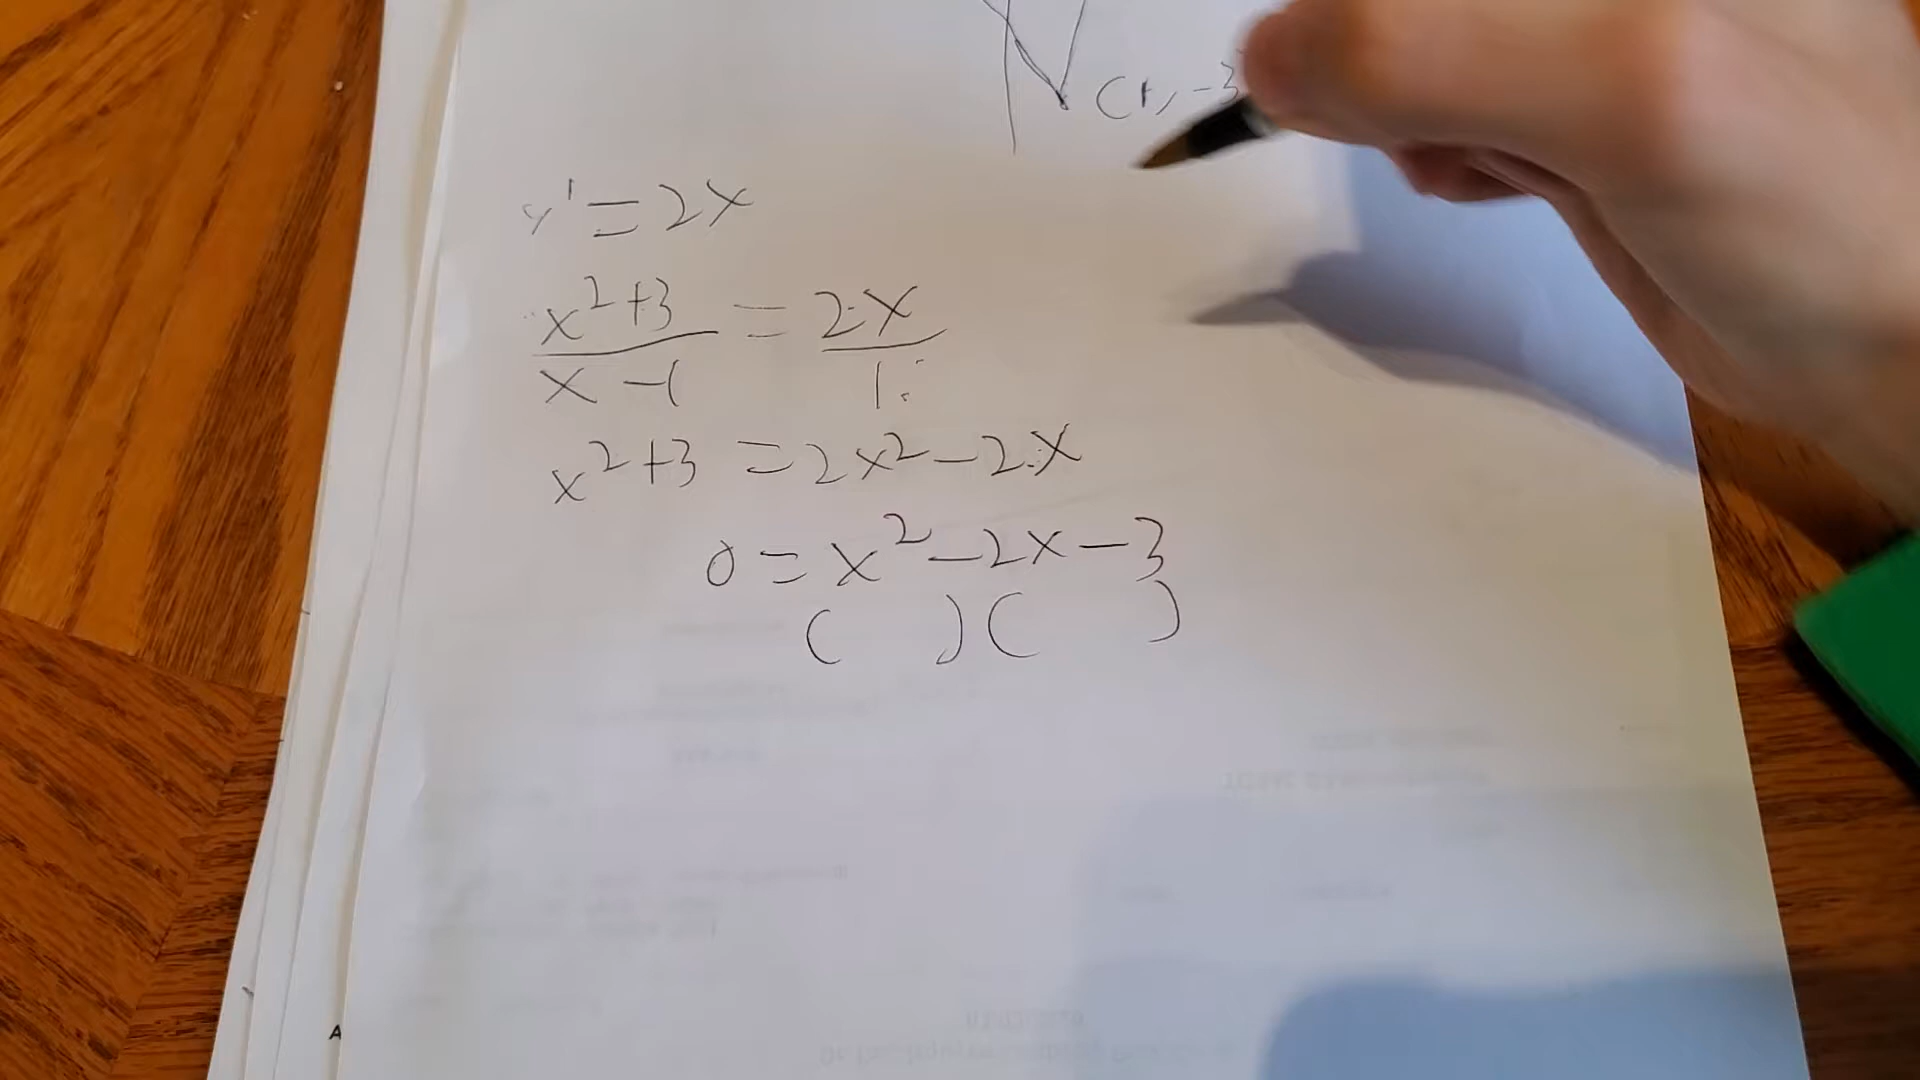 (1, -3
y' = 2x
x²+3 / x -1 = 2x / 1
x²+3 = 2x² - 2x
0 = x² - 2x - 3
(   ) (   )
A